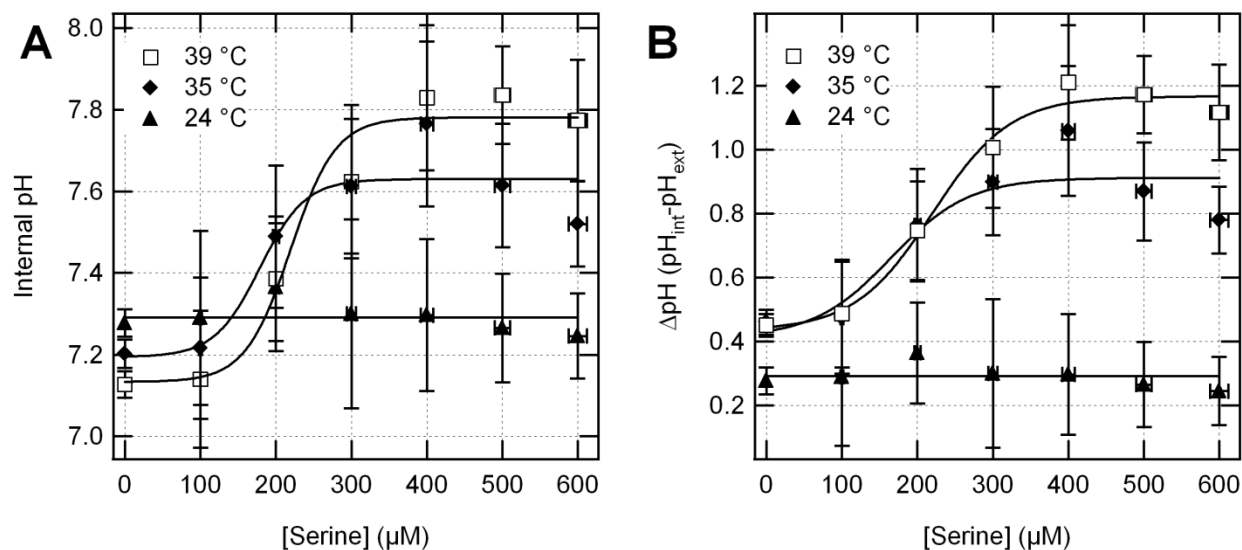 A
39 °C
35 °C
24 °C
Internal pH
8.0
7.8
7.6
7.4
7.2
7.0
0 100 200 300 400 500 600
[Serine] (µM)
B
39 °C
35 °C
24 °C
ΔpH (pHint-pHext)
1.2
1.0
0.8
0.6
0.4
0.2
0 100 200 300 400 500 600
[Serine] (µM)